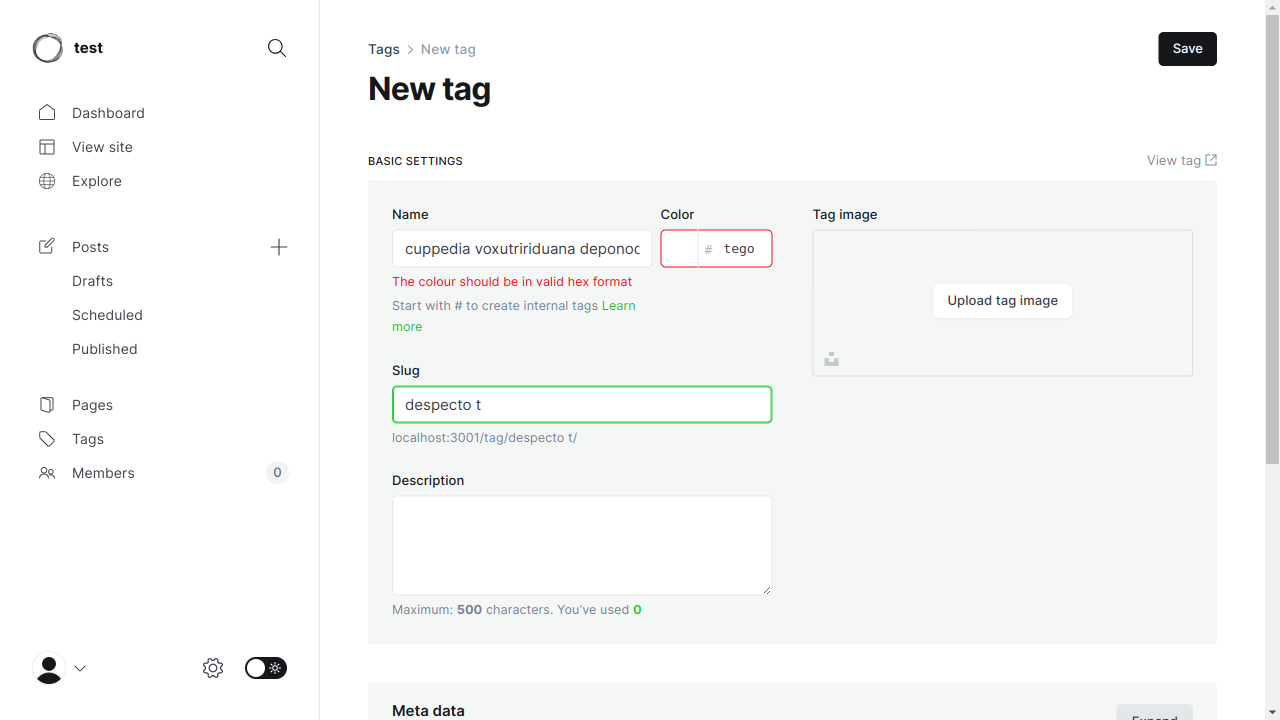 test
Dashboard
View site
Explore
Posts
Drafts
Scheduled
Published
Pages
Tags
Members 0
Tags > New tag
Save
New tag
BASIC SETTINGS
View tag
Name
cuppedia voxutririduana deponoc
Color
# tego
The colour should be in valid hex format
Start with # to create internal tags Learn
more
Slug
despecto t
localhost:3001/tag/despecto t/
Description
Maximum: 500 characters. You've used 0
Tag image
Upload tag image
Meta data
Expand